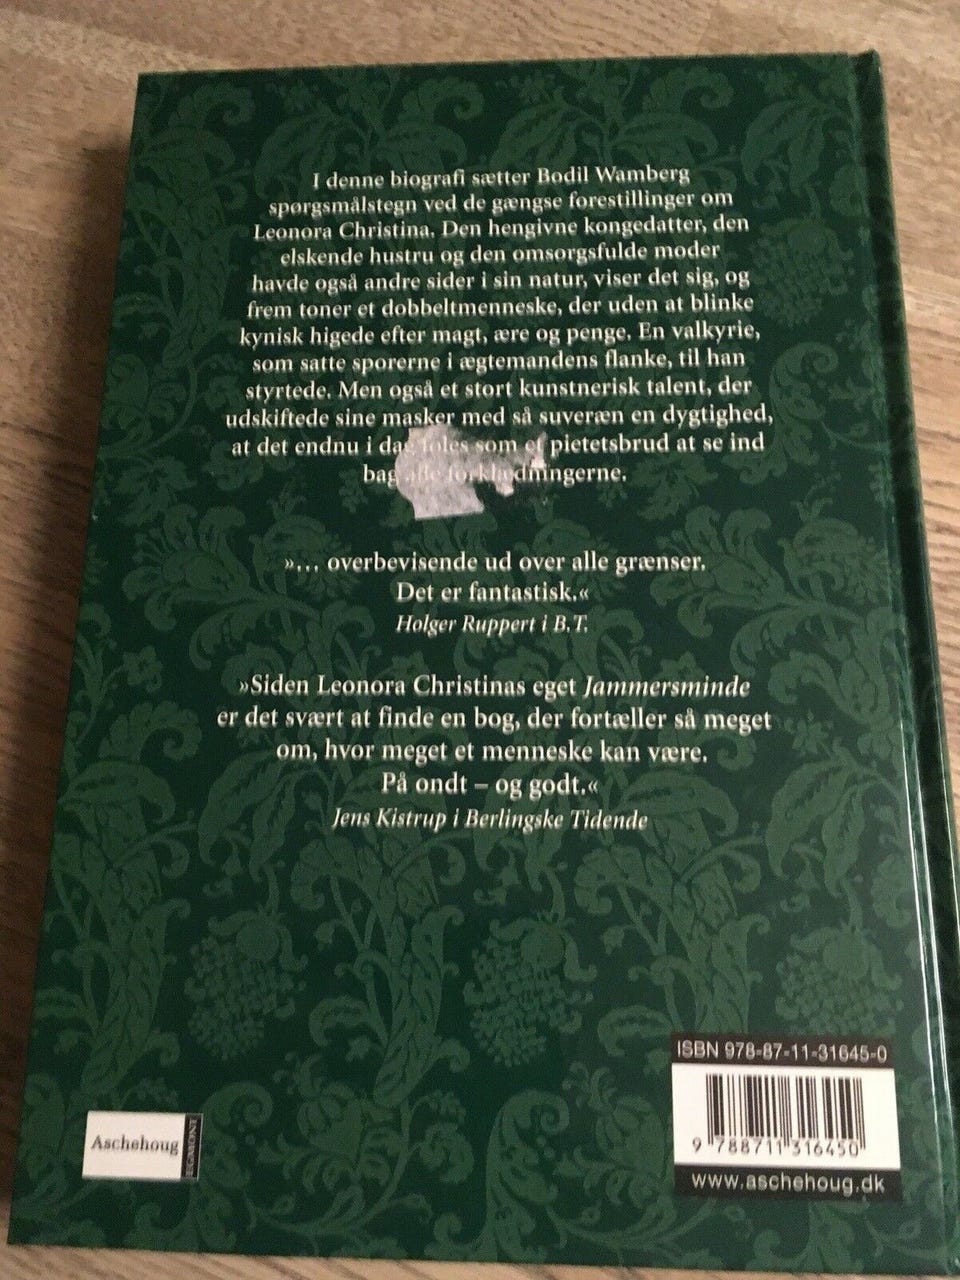 I denne biografi sætter Bodil Wamberg
spørgsmålstegn ved de gængse forestillinger om
Leonora Christina. Den hengivne kongedatter, den
elskende hustru og den omsorgsfulde moder
havde også andre sider i sin natur, viser det sig, og
frem toner et dobbeltmenneske, der uden at blinke
kynisk higede efter magt, ære og penge. En valkyrie,
som satte sporerne i ægtemandens flanke, til han
styrtede. Men også et stort kunstnerisk talent, der
udskiftede sine masker med så suveræn en dygtighed,
at det endnu i dag føles som et pietetsbrud at se ind
bag alle forklædningerne.
»... overbevisende ud over alle grænser.
Det er fantastisk.«
Holger Ruppert i B.T.
»Siden Leonora Christinas eget Jammersminde
er det svært at finde en bog, der fortæller så meget
om, hvor meget et menneske kan være.
På ondt – og godt.«
Jens Kistrup i Berlingske Tidende
ISBN 978-87-11-31645-0
9 788711 316450
www.aschehoug.dk
Aschehoug
EGMONT